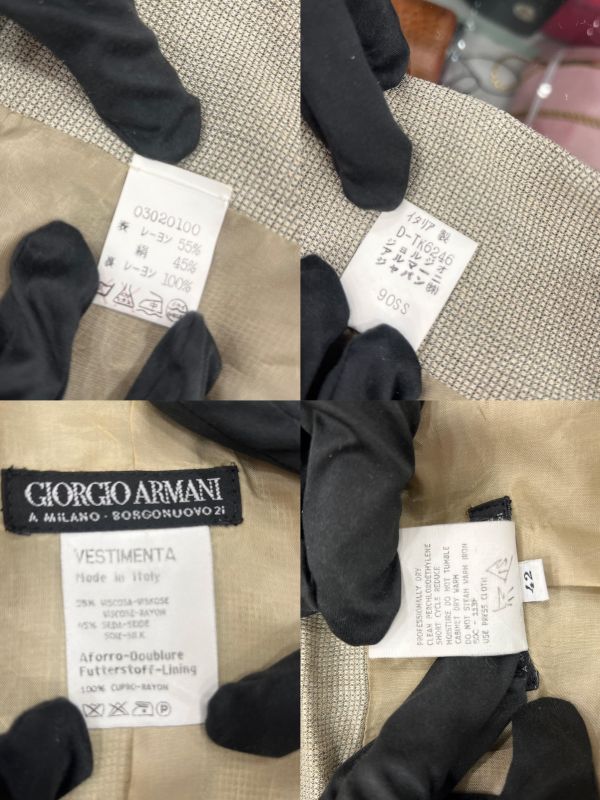 03020100
表 レーヨン 55%
絹 45%
裏 レーヨン 100%
イタリア 製
D-TK6246
ジョルジオ
アルマーニ
ジャパン(株)
90SS
GIORGIO ARMANI
A MILANO · BORGONUOVO 21
VESTIMENTA
Made in Italy
55% VISCOSA-VISKOSE
VISCOSE-RAYON
45% SETA-SEIDE
SOIE-SILK
Aforro-Doublure
Futterstoff-Lining
100% CUPRO-RAYON
PROFESSIONALLY DRY
CLEAN PERCHLOROETHYLENE
SHORT CYCLE REDUCE
MOISTURE DO NOT TUMBLE
CABINET DRY WARM
DO NOT STEAM WARM IRON
USE PRESS CLOTH
42